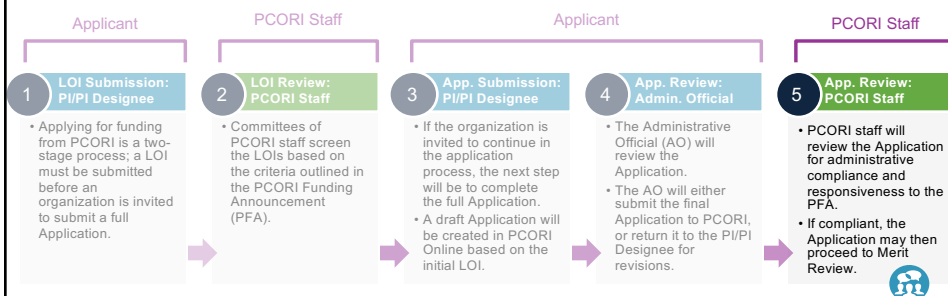 Applicant
PCORI Staff
Applicant
PCORI Staff
1
LOI Submission:
PI/PI Designee
• Applying for funding
from PCORI is a two-
stage process; a LOI
must be submitted
before an
organization is invited
to submit a full
Application.
2
LOI Review:
PCORI Staff
• Committees of
PCORI staff screen
the LOIs based on
the criteria outlined in
the PCORI Funding
Announcement
(PFA).
3
App. Submission:
PI/PI Designee
• If the organization is
invited to continue in
the application
process, the next step
will be to complete
the full Application.
• A draft Application will
be created in PCORI
Online based on the
initial LOI.
4
App. Review:
Admin. Official
• The Administrative
Official (AO) will
review the
Application.
• The AO will either
submit the final
Application to PCORI,
or return it to the PI/PI
Designee for
revisions.
5
App. Review:
PCORI Staff
• PCORI staff will
review the Application
for administrative
compliance and
responsiveness to the
PFA.
• If compliant, the
Application may then
proceed to Merit
Review.